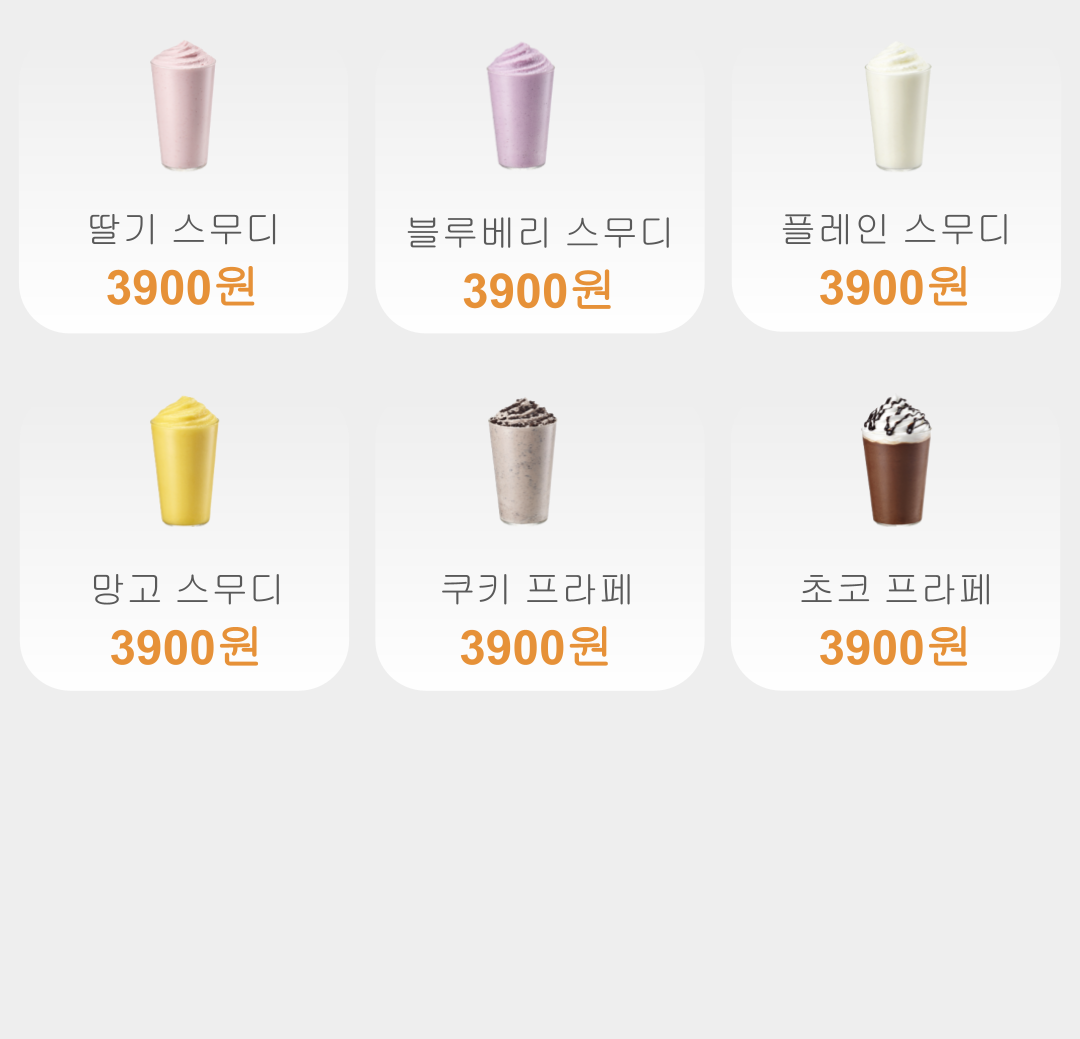 딸기 스무디
3900원
블루베리 스무디
3900원
플레인 스무디
3900원
망고 스무디
3900원
쿠키 프라페
3900원
초코 프라페
3900원